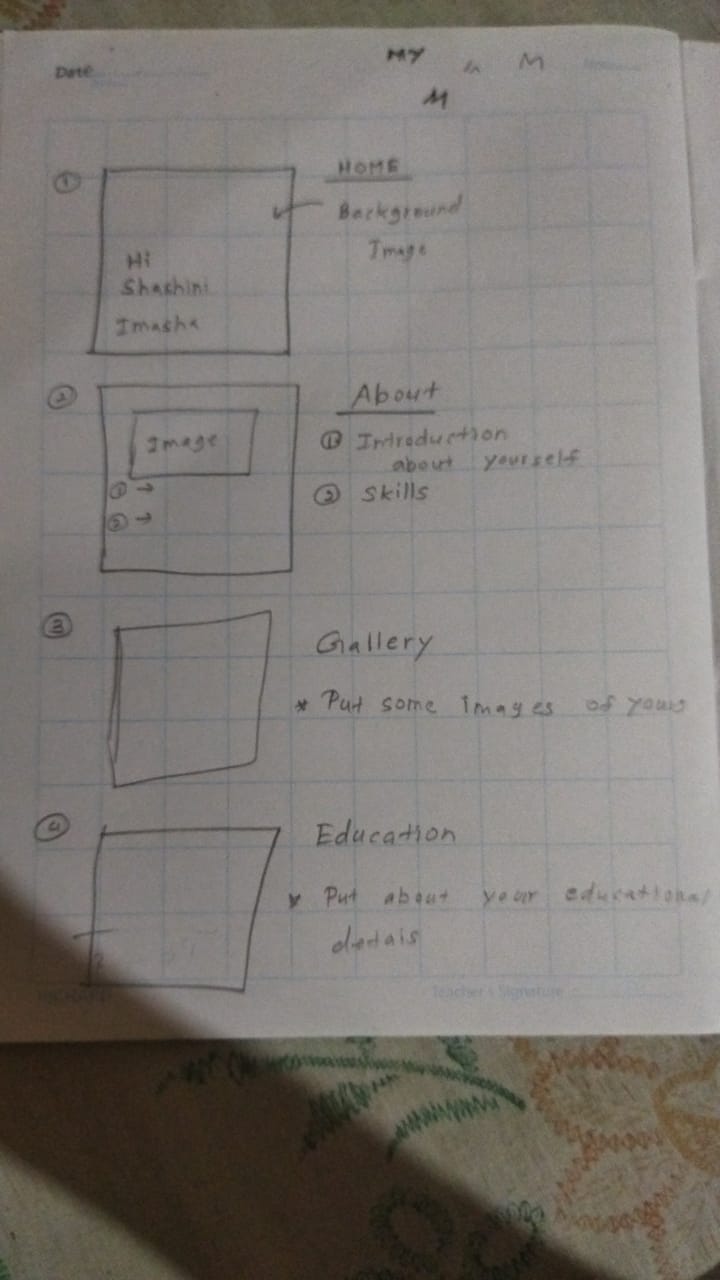 Date
MY
M
M
①
HOME
Background
Image
Hi
Shashini
Imasha
②
About
Image
① Introduction
about yourself
② Skills
① →
② →
③
Gallery
* Put some images of yours
④
Education
* Put about your educational
detais
Teacher's Signature